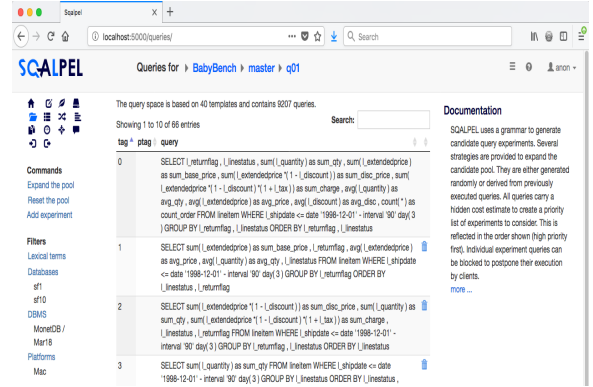 Sqalpel
localhost:5000/queries/
Search
SQALPEL
Queries for BabyBench master q01
anon
The query space is based on 40 templates and contains 9207 queries.
Showing 1 to 10 of 66 entries
Search:
tag ptag query
0
SELECT l_returnflag , l_linestatus , sum( l_quantity ) as sum_qty , sum( l_extendedprice )
as sum_base_price , sum( l_extendedprice *( 1 - l_discount ) ) as sum_disc_price , sum(
l_extendedprice *( 1 - l_discount ) *( 1 + l_tax ) ) as sum_charge , avg( l_quantity ) as
avg_qty , avg( l_extendedprice ) as avg_price , avg( l_discount ) as avg_disc , count( * ) as
count_order FROM lineitem WHERE l_shipdate <= date '1998-12-01' - interval '90' day( 3
) GROUP BY l_returnflag , l_linestatus ORDER BY l_returnflag , l_linestatus
1
SELECT sum( l_extendedprice ) as sum_base_price , l_returnflag , avg( l_extendedprice )
as avg_price , avg( l_quantity ) as avg_qty , l_linestatus FROM lineitem WHERE l_shipdate
<= date '1998-12-01' - interval '90' day( 3 ) GROUP BY l_returnflag ORDER BY
l_linestatus , l_returnflag
2
SELECT sum( l_extendedprice *( 1 - l_discount ) ) as sum_disc_price , sum( l_quantity ) as
sum_qty , sum( l_extendedprice *( 1 - l_discount ) *( 1 + l_tax ) ) as sum_charge ,
l_linestatus , l_returnflag FROM lineitem WHERE l_shipdate <= date '1998-12-01' -
interval '90' day( 3 ) GROUP BY l_returnflag , l_linestatus ORDER BY l_linestatus
3
SELECT sum( l_quantity ) as sum_qty FROM lineitem WHERE l_shipdate <= date
'1998-12-01' - interval '90' day( 3 ) GROUP BY l_returnflag ORDER BY l_linestatus ,
Commands
Expand the pool
Reset the pool
Add experiment
Filters
Lexical terms
Databases
sf1
sf10
DBMS
MonetDB /
Mar18
Platforms
Mac
Documentation
SQALPEL uses a grammar to generate
candidate query experiments. Several
strategies are provided to expand the
candidate pool. They are either generated
randomly or derived from previously
executed queries. All queries carry a
hidden cost estimate to create a priority
list of experiments to consider. This is
reflected in the order shown (high priority
first). Individual experiment queries can
be blocked to postpone their execution
by clients.
more ...